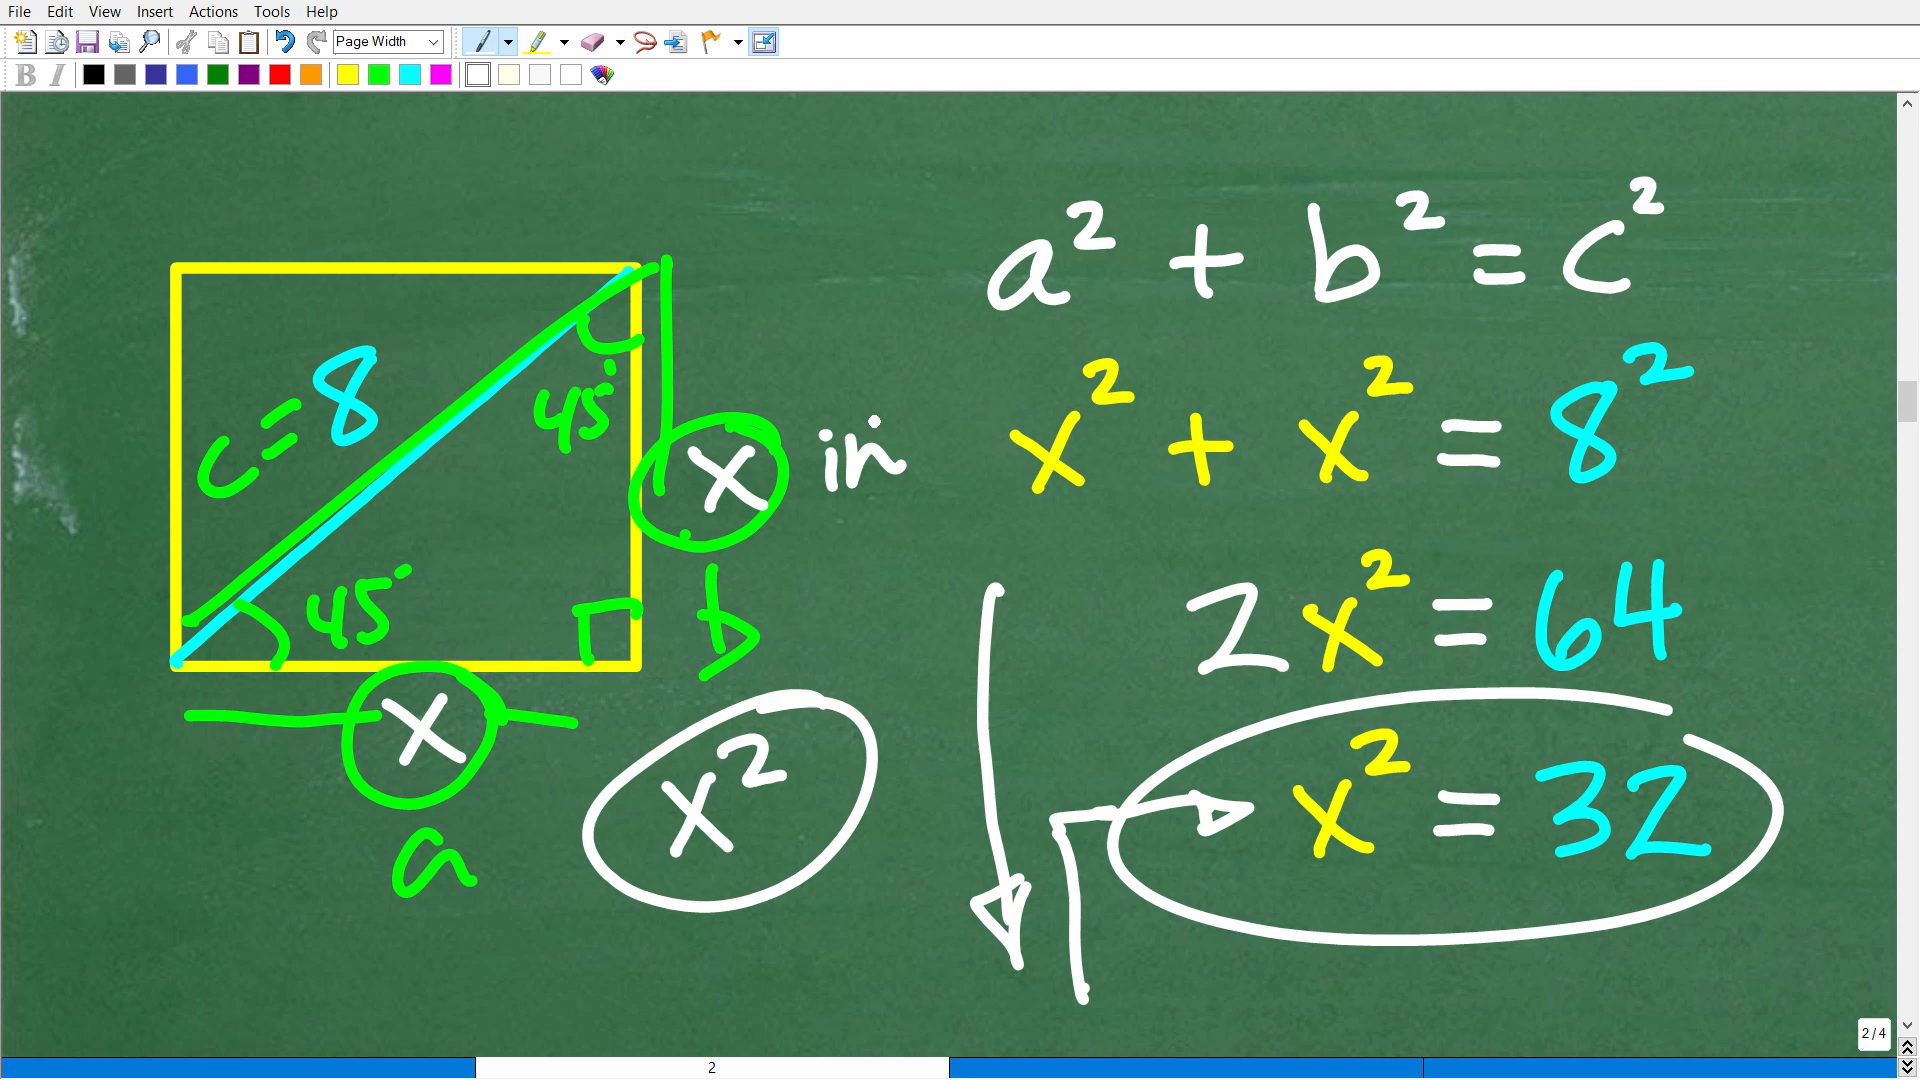 File Edit View Insert Actions Tools Help
Page Width
B I
c = 8
45°
45°
x in
b
x
a
x²
a² + b² = c²
x² + x² = 8²
2x² = 64
x² = 32
2 / 4
2